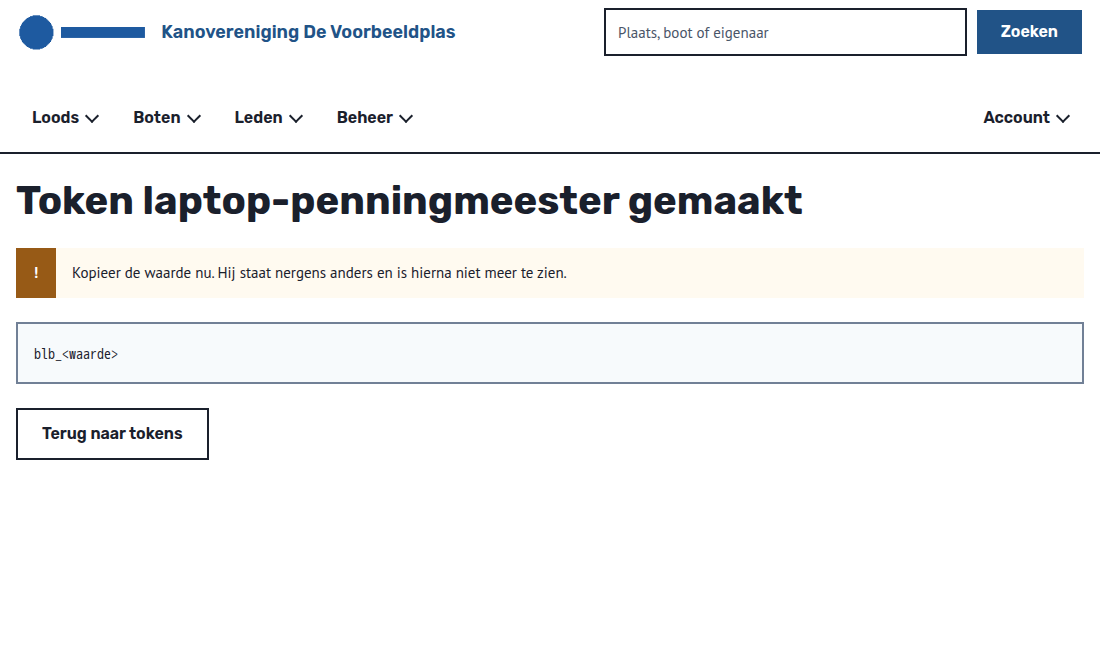 Kanovereniging De Voorbeeldplas
Plaats, boot of eigenaar
Zoeken
Loods
Boten
Leden
Beheer
Account
Token laptop-penningmeester gemaakt
!
Kopieer de waarde nu. Hij staat nergens anders en is hierna niet meer te zien.
blb_<waarde>
Terug naar tokens